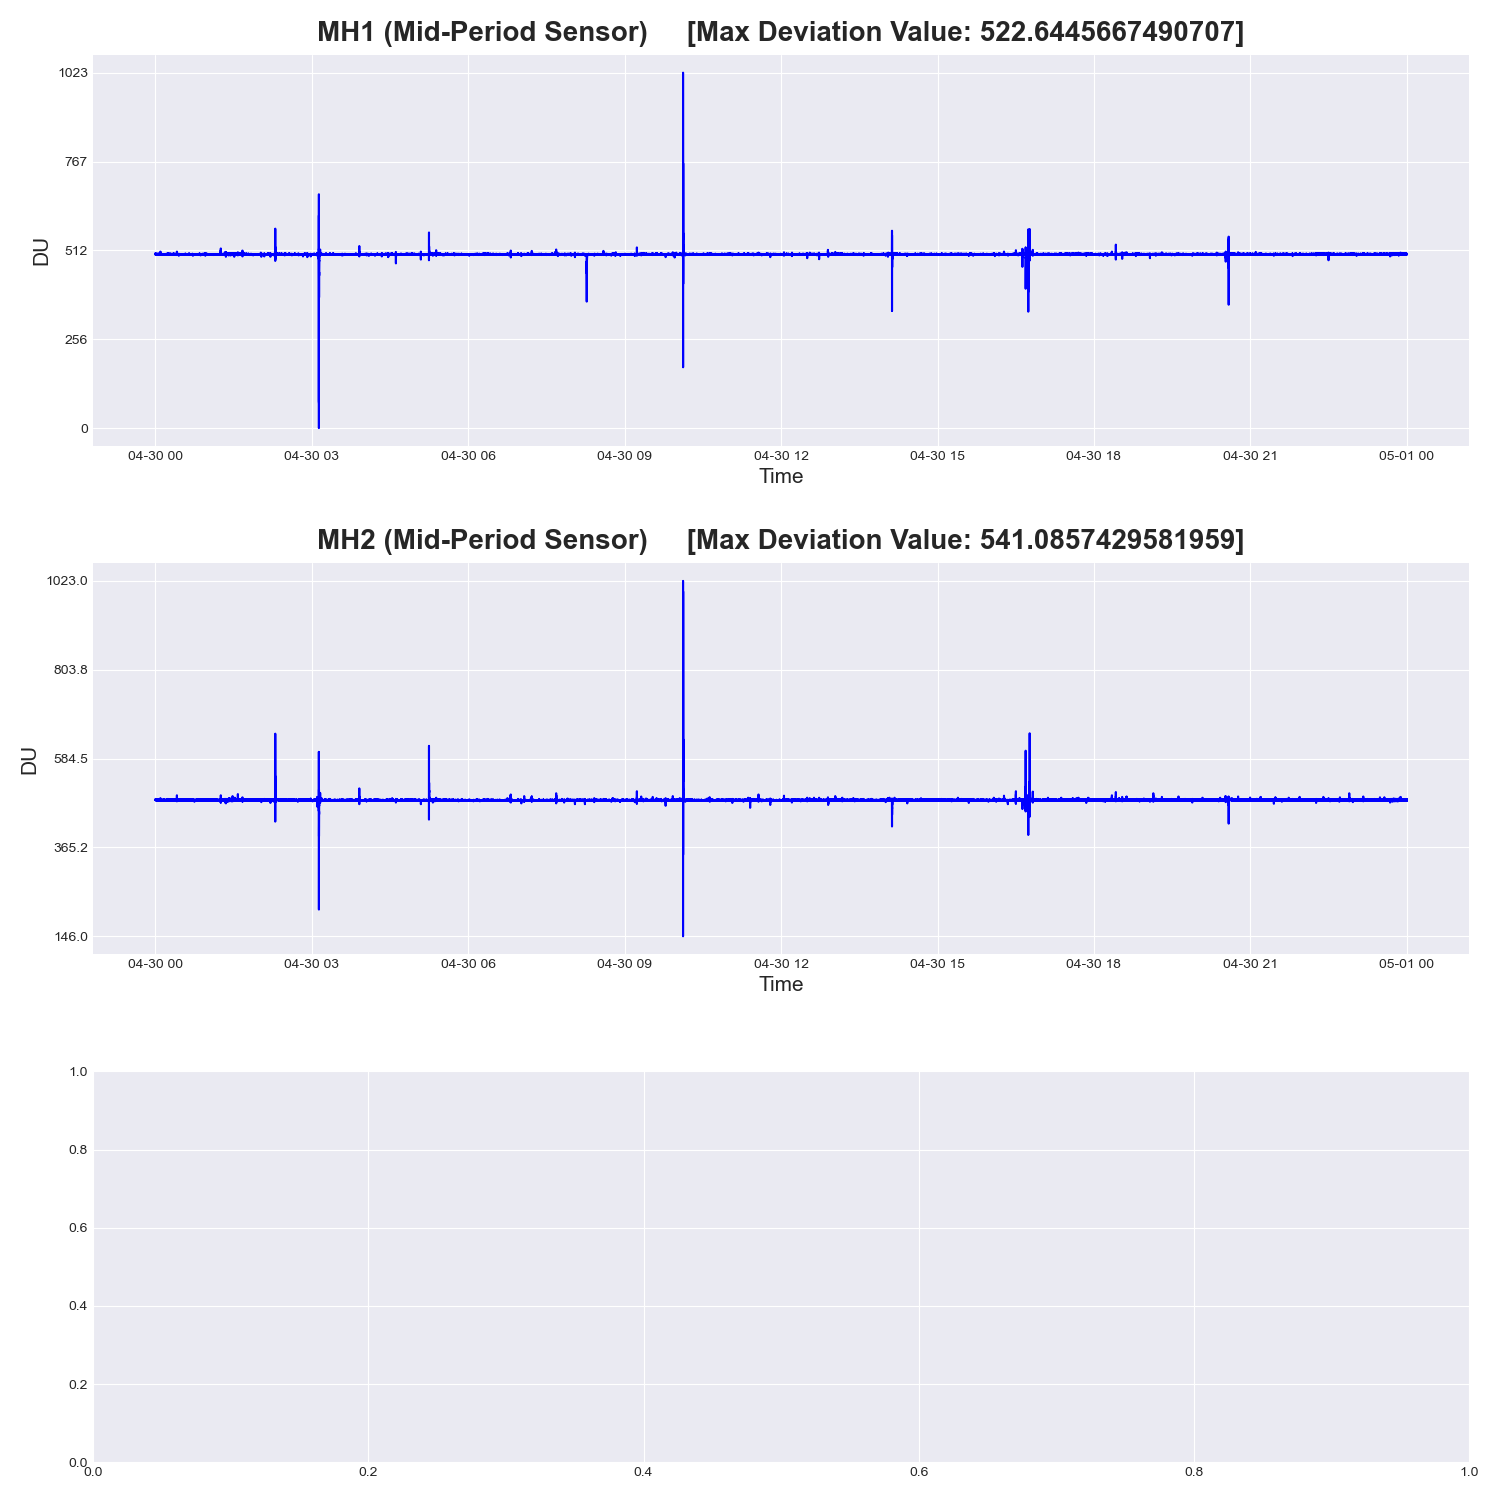 MH1 (Mid-Period Sensor) [Max Deviation Value: 522.6445667490707]
1023
767
512
256
0
DU
04-30 00 04-30 03 04-30 06 04-30 09 04-30 12 04-30 15 04-30 18 04-30 21 05-01 00
Time
MH2 (Mid-Period Sensor) [Max Deviation Value: 541.0857429581959]
1023.0
803.8
584.5
365.2
146.0
DU
04-30 00 04-30 03 04-30 06 04-30 09 04-30 12 04-30 15 04-30 18 04-30 21 05-01 00
Time
1.0
0.8
0.6
0.4
0.2
0.0
0.0 0.2 0.4 0.6 0.8 1.0